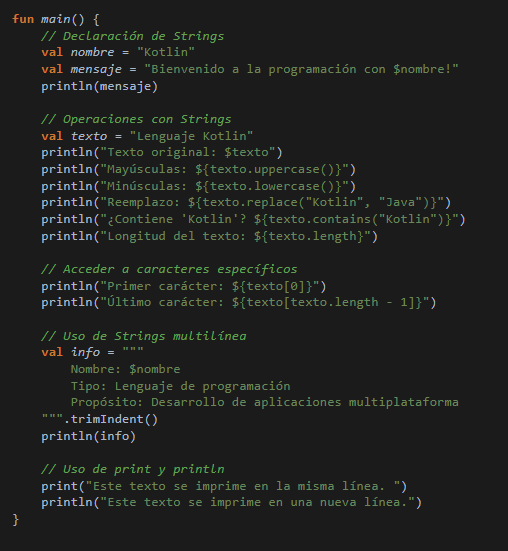 fun main() {
    // Declaración de Strings
    val nombre = "Kotlin"
    val mensaje = "Bienvenido a la programación con $nombre!"
    println(mensaje)

    // Operaciones con Strings
    val texto = "Lenguaje Kotlin"
    println("Texto original: $texto")
    println("Mayúsculas: ${texto.uppercase()}")
    println("Minúsculas: ${texto.lowercase()}")
    println("Reemplazo: ${texto.replace("Kotlin", "Java")}")
    println("¿Contiene 'Kotlin'? ${texto.contains("Kotlin")}")
    println("Longitud del texto: ${texto.length}")

    // Acceder a caracteres específicos
    println("Primer carácter: ${texto[0]}")
    println("Último carácter: ${texto[texto.length - 1]}")

    // Uso de Strings multilínea
    val info = """
        Nombre: $nombre
        Tipo: Lenguaje de programación
        Propósito: Desarrollo de aplicaciones multiplataforma
    """.trimIndent()
    println(info)

    // Uso de print y println
    print("Este texto se imprime en la misma línea. ")
    println("Este texto se imprime en una nueva línea.")
}